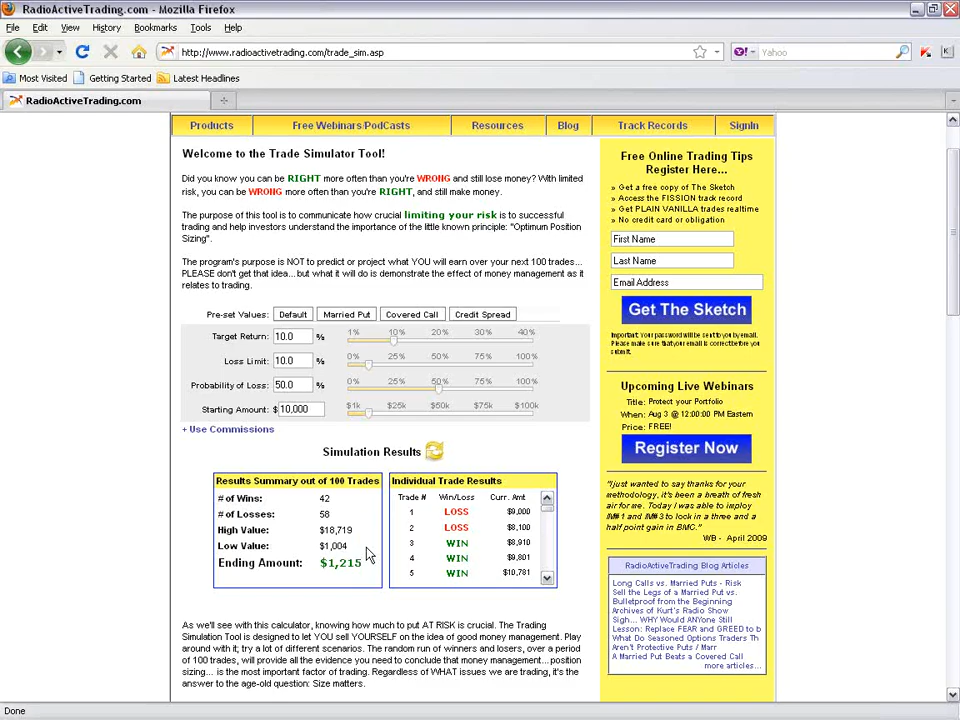 RadioActiveTrading.com - Mozilla Firefox
File Edit View History Bookmarks Tools Help
http://www.radioactivetrading.com/trade_sim.asp
Yahoo
Most Visited Getting Started Latest Headlines
RadioActiveTrading.com
Products Free Webinars/PodCasts Resources Blog Track Records SignIn
Welcome to the Trade Simulator Tool!
Did you know you can be RIGHT more often than you're WRONG and still lose money? With limited
risk, you can be WRONG more often than you're RIGHT, and still make money.
The purpose of this tool is to communicate how crucial limiting your risk is to successful
trading and help investors understand the importance of the little known principle: "Optimum Position
Sizing".
The program's purpose is NOT to predict or project what YOU will earn over your next 100 trades...
PLEASE don't get that idea...but what it will do is demonstrate the effect of money management as it
relates to trading.
Pre-set Values: Default Married Put Covered Call Credit Spread
Target Return: 10.0 % 1% 10% 20% 30% 40%
Loss Limit: 10.0 % 0% 25% 50% 75% 100%
Probability of Loss: 50.0 % 0% 25% 50% 75% 100%
Starting Amount: $ 10,000 $1k $25k $50k $75k $100k
+ Use Commissions
Simulation Results
Results Summary out of 100 Trades
# of Wins: 42
# of Losses: 58
High Value: $18,719
Low Value: $1,004
Ending Amount: $1,215
Individual Trade Results
Trade # Win/Loss Curr. Amt
1 LOSS $9,000
2 LOSS $8,100
3 WIN $8,910
4 WIN $9,801
5 WIN $10,781
As we'll see with this calculator, knowing how much to put AT RISK is crucial. The Trading
Simulation Tool is designed to let YOU sell YOURSELF on the idea of good money management. Play
around with it; try a lot of different scenarios. The random run of winners and losers, over a period
of 100 trades, will provide all the evidence you need to conclude that money management...position
sizing... is the most important factor of trading. Regardless of WHAT issues we are trading, it's the
answer to the age-old question: Size matters.
Free Online Trading Tips
Register Here...
» Get a free copy of The Sketch
» Access the FISSION track record
» Get PLAIN VANILLA trades realtime
» No credit card or obligation
First Name
Last Name
Email Address
Get The Sketch
Important: Your password will be sent to you by email.
Please make sure that your email is correct before you
submit.
Upcoming Live Webinars
Title: Protect your Portfolio
When: Aug 3 @ 12:00:00 PM Eastern
Price: FREE!
Register Now
"I just want to say thanks for your
methodology, it's been a breath of fresh
air for me. Today I was able to employ
IM#1 and IM#3 to lock in a three and a
half point gain in BMC."
WB - April 2009
RadioActiveTrading Blog Articles
Long Calls vs. Married Puts - Risk
Sell the Legs of a Married Put vs.
Bulletproof from the Beginning
Archives of Kurt's Radio Show
Sigh... WHY Would ANYone Still
Lesson: Replace FEAR and GREED to b
What Do Seasoned Options Traders Th
Aren't Protective Puts / Marr
A Married Put Beats a Covered Call
more articles...
Done